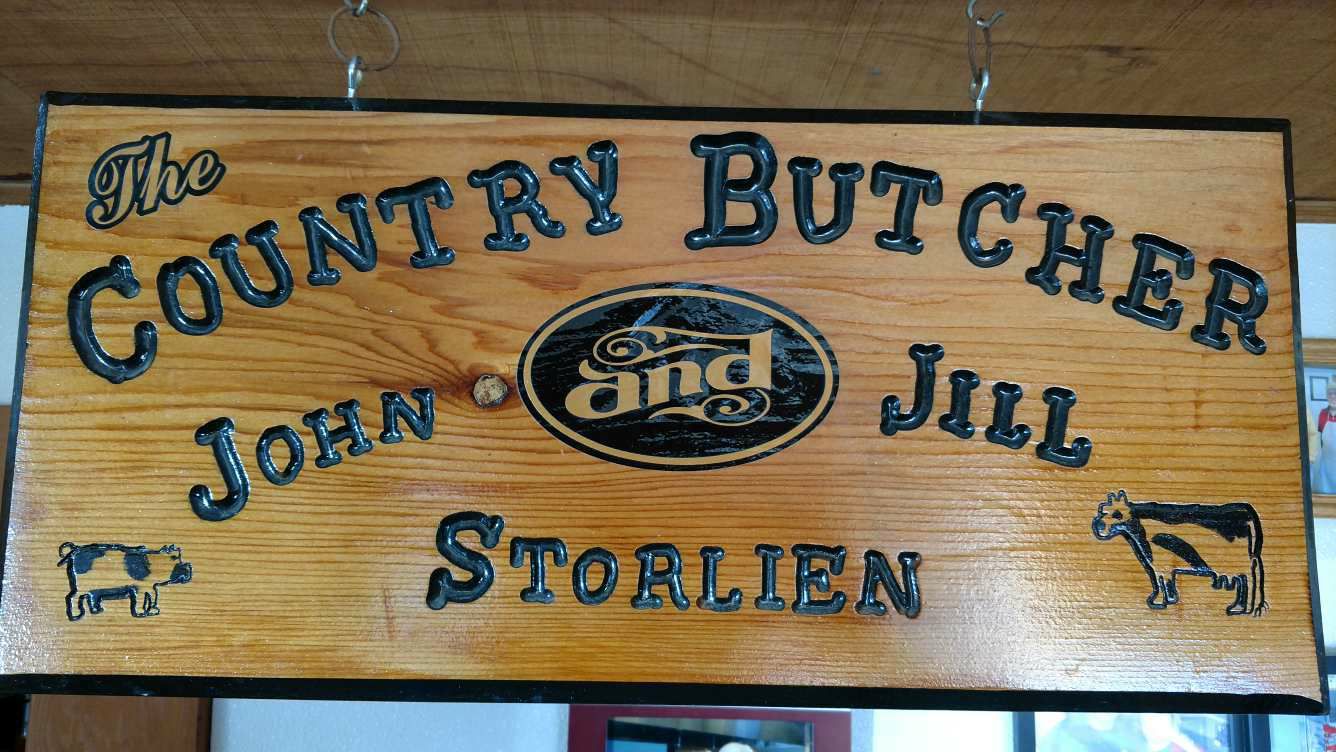 The
COUNTRY BUTCHER
JOHN and JILL
STORLIEN